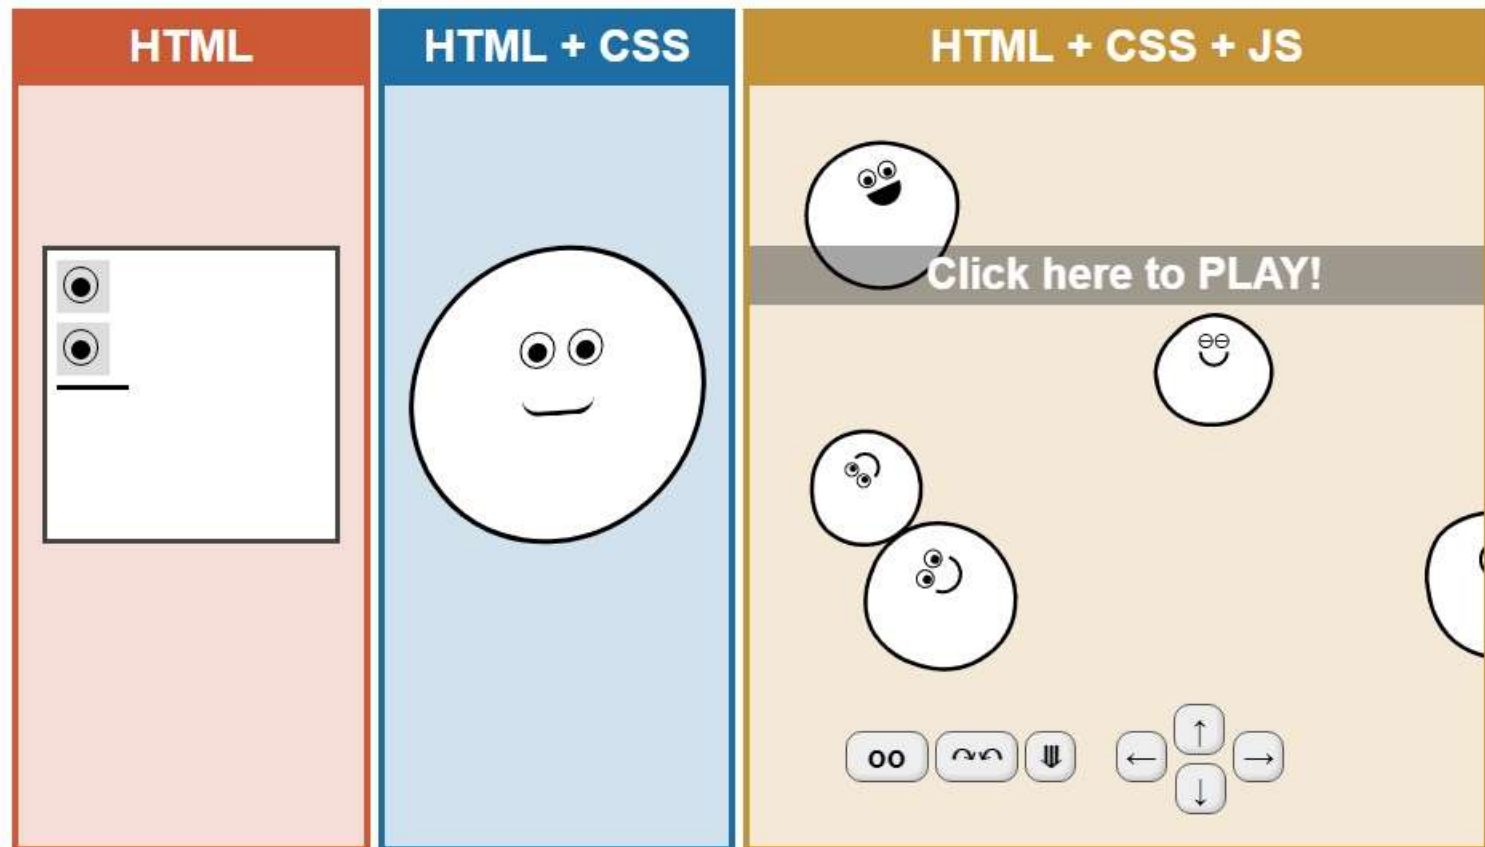 HTML
HTML + CSS
HTML + CSS + JS
Click here to PLAY!
oo
↑
← →
↓